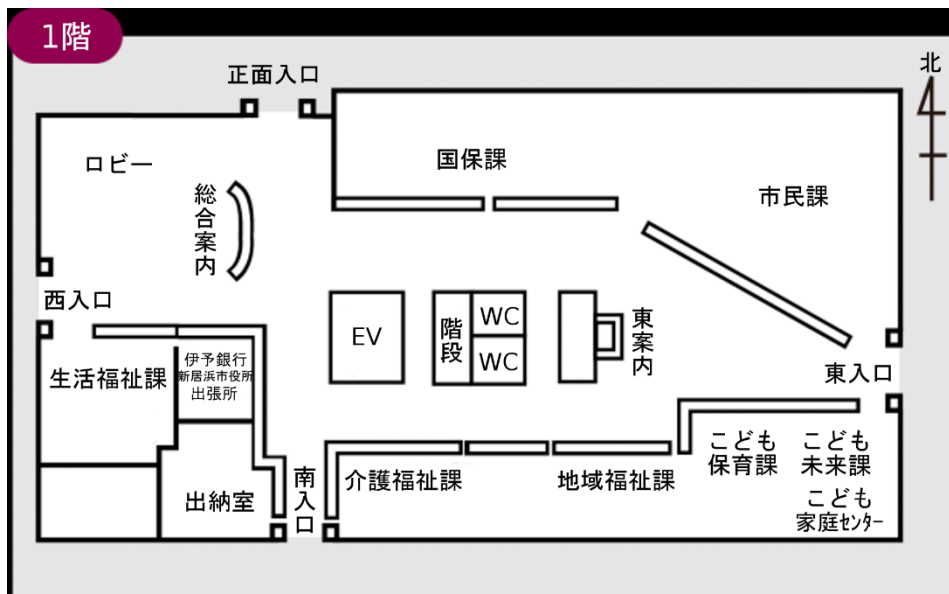 1階
北
正面入口
ロビー
総合案内
国保課
市民課
西入口
EV
階段
WC
WC
東案内
東入口
生活福祉課
伊予銀行
新居浜市役所
出張所
出納室
南入口
介護福祉課
地域福祉課
こども
保育課
こども
未来課
こども
家庭センター